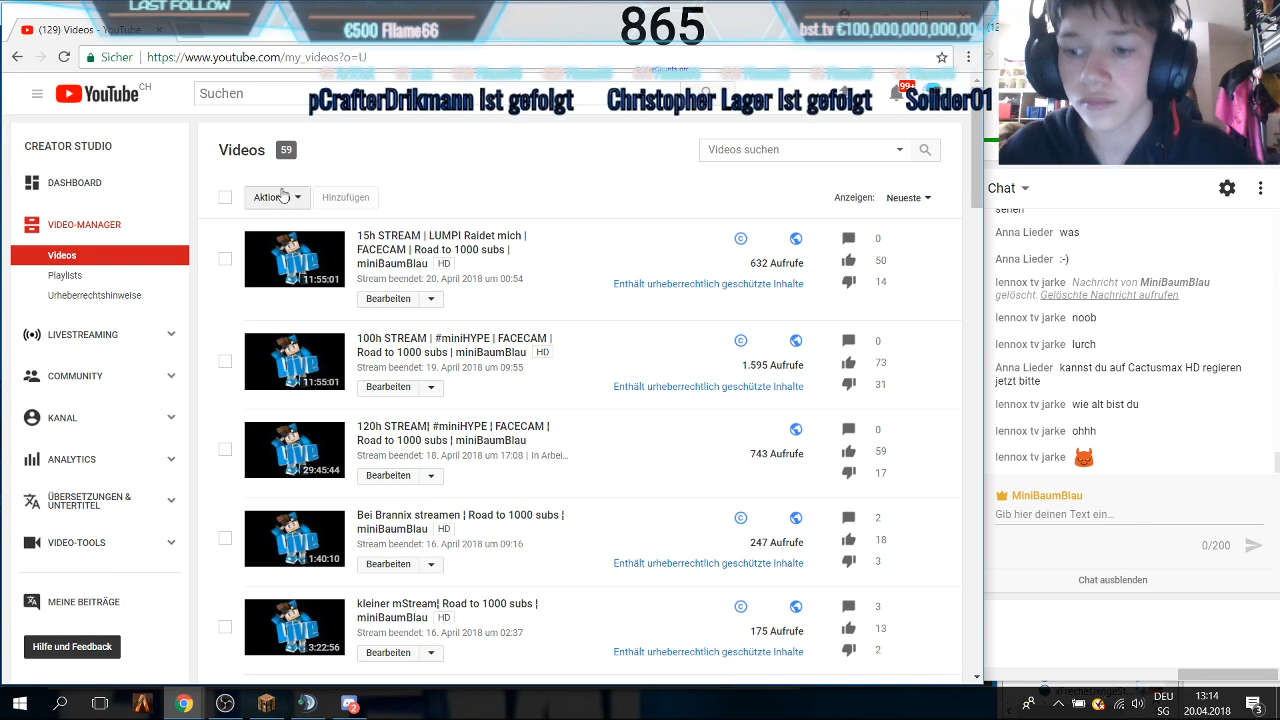 LAST FOLLOW
€500 Fllame66
865
bst.tv €100,000,000,000,00
(129) Videos - YouTube
Sicher
https://www.youtube.com/my_videos?o=U
YouTube CH
Suchen
99+
pCrafterDrikmann Ist gefolgt Christopher Lager Ist gefolgt
CREATOR STUDIO
DASHBOARD
VIDEO-MANAGER
Videos
Playlists
Urheberrechtshinweise
LIVESTREAMING
COMMUNITY
KANAL
ANALYTICS
ÜBERSETZUNGEN &
UNTERTITEL
VIDEO-TOOLS
MEINE BEITRÄGE
Hilfe und Feedback
Videos 59
Videos suchen
Hinzufügen
Anzeigen: Neueste
15h STREAM | LUMPI Raidet mich |
FACECAM | Road to 1000 subs |
miniBaumBlau HD
Stream beendet: 20. April 2018 um 00:54
Bearbeiten
LIVE
11:55:01
632 Aufrufe
Enthält urheberrechtlich geschützte Inhalte
0
50
14
100h STREAM | #miniHYPE | FACECAM |
Road to 1000 subs | miniBaumBlau HD
Stream beendet: 19. April 2018 um 09:55
Bearbeiten
LIVE
11:55:01
1.595 Aufrufe
Enthält urheberrechtlich geschützte Inhalte
0
73
31
120h STREAM| #miniHYPE | FACECAM |
Road to 1000 subs | miniBaumBlau
Stream beendet: 18. April 2018 um 17:08 | In Arbei...
Bearbeiten
LIVE
29:45:44
743 Aufrufe
0
59
17
Bei Brannix streamen ¦ Road to 1000 subs ¦
miniBaumBlau HD
Stream beendet: 16. April 2018 um 09:16
Bearbeiten
LIVE
1:40:10
247 Aufrufe
Enthält urheberrechtlich geschützte Inhalte
2
18
3
kleiner mStream¦ Road to 1000 subs ¦
miniBaumBlau HD
Stream beendet: 16. April 2018 um 02:37
Bearbeiten
LIVE
3:22:56
175 Aufrufe
Enthält urheberrechtlich geschützte Inhalte
3
13
2
Chat
sehen
Anna Lieder was
Anna Lieder :-)
lennox tv jarke Nachricht von MiniBaumBlau
gelöscht. Gelöschte Nachricht aufrufen
lennox tv jarke noob
lennox tv jarke lurch
Anna Lieder kannst du auf Cactusmax HD regieren
jetzt bitte
lennox tv jarke wie alt bist du
lennox tv jarke ohhh
lennox tv jarke
MiniBaumBlau
Gib hier deinen Text ein...
0/200
Chat ausblenden
2
DEU
SG
13:14
20.04.2018
3